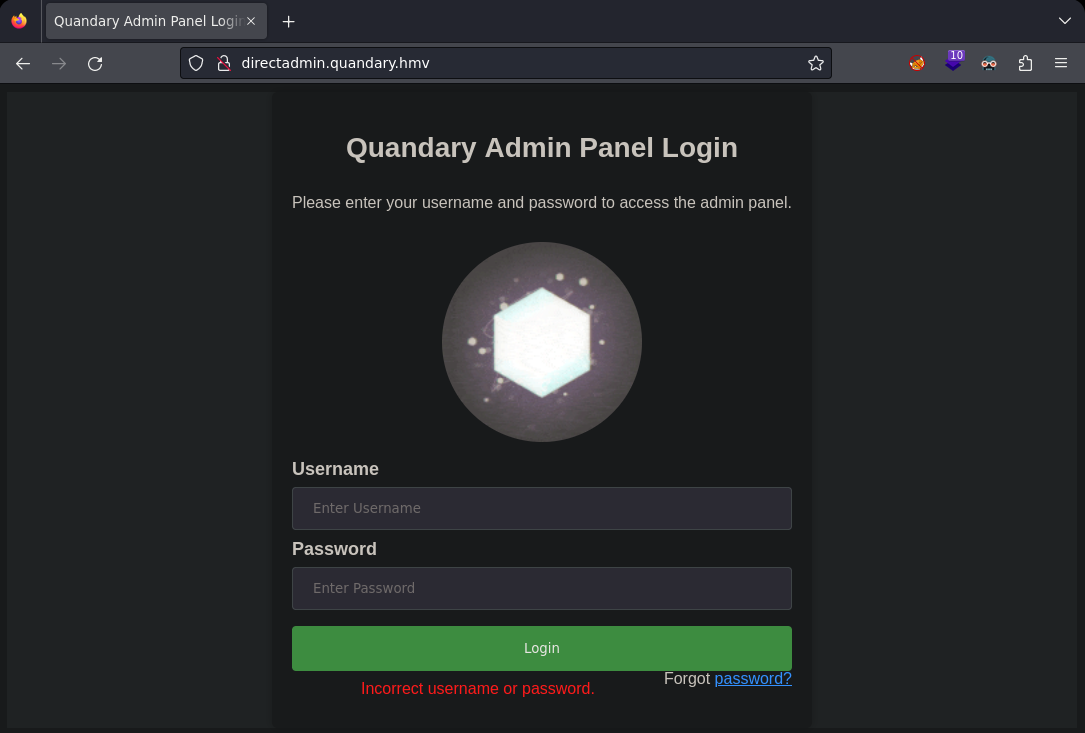 Quandary Admin Panel Login
directadmin.quandary.hmv
10
Quandary Admin Panel Login
Please enter your username and password to access the admin panel.
Username
Enter Username
Password
Enter Password
Login
Forgot password?
Incorrect username or password.